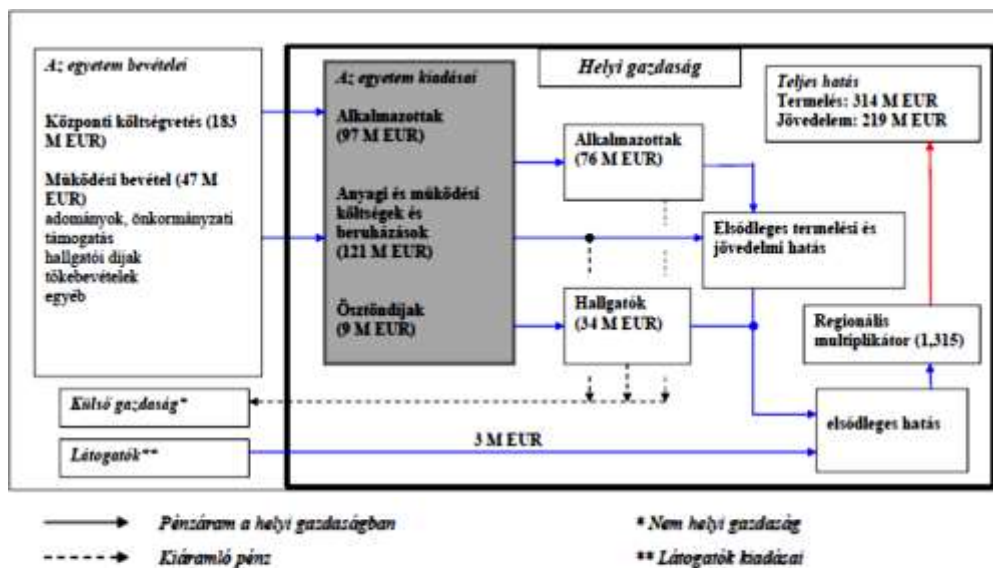 Az egyetem bevételei
Központi költségvetés (183
M EUR)
Működési bevétel (47 M
EUR)
adományok, önkormányzati
támogatás
hallgatói díjak
tőkebevételek
egyéb
Az egyetem kiadásai
Alkalmazottak
(97 M EUR)
Anyagi és működési
költségek és
beruházások
(121 M EUR)
Ösztöndíjak
(9 M EUR)
Helyi gazdaság
Alkalmazottak
(76 M EUR)
Hallgatók
(34 M EUR)
Elsődleges termelési és
jövedelmi hatás
Teljes hatás
Termelés: 314 M EUR
Jövedelem: 219 M EUR
Regionális
multiplikátor (1,315)
elsődleges hatás
Külső gazdaság*
Látogatók**
3 M EUR
Pénzáram a helyi gazdaságban
* Nem helyi gazdaság
Kiáramló pénz
** Látogatók kiadásai